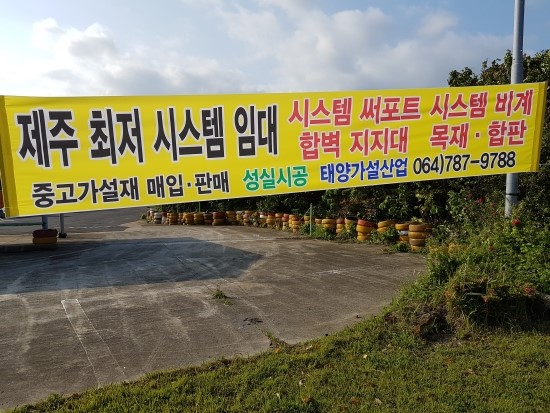 제주 최저 시스템 임대
시스템 써포트 시스템 비계
합벽 지지대 목재·합판
중고가설재 매입·판매 성실시공 태양가설산업 064)787-9788